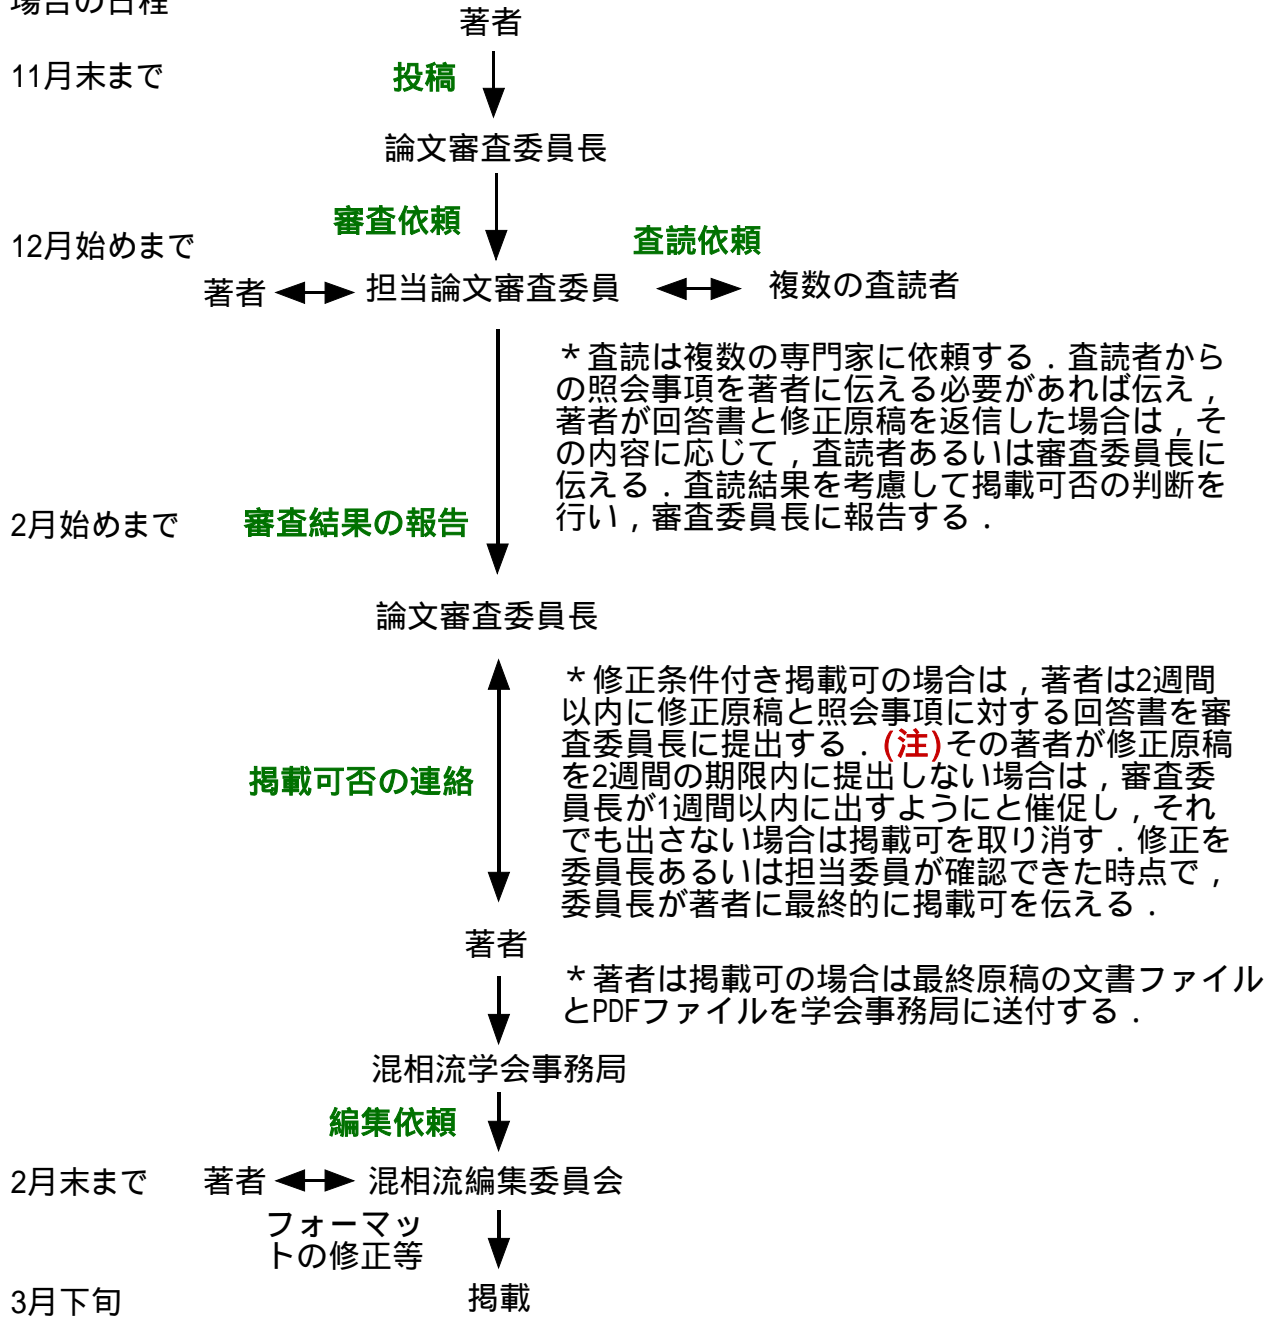 場合の日程
著者
11月末まで
投稿
論文審査委員長
審査依頼
12月始めまで
査読依頼
著者
担当論文審査委員
複数の査読者
＊査読は複数の専門家に依頼する．査読者から
の照会事項を著者に伝える必要があれば伝え，
著者が回答書と修正原稿を返信した場合は，そ
の内容に応じて，査読者あるいは審査委員長に
伝える．査読結果を考慮して掲載可否の判断を
行い，審査委員長に報告する．
2月始めまで
審査結果の報告
論文審査委員長
＊修正条件付き掲載可の場合は，著者は2週間
以内に修正原稿と照会事項に対する回答書を審
査委員長に提出する．(注)その著者が修正原稿
を2週間の期限内に提出しない場合は，審査委
員長が1週間以内に出すようにと催促し，それ
でも出さない場合は掲載可を取り消す．修正を
委員長あるいは担当委員が確認できた時点で，
委員長が著者に最終的に掲載可を伝える．
掲載可否の連絡
著者
＊著者は掲載可の場合は最終原稿の文書ファイル
とPDFファイルを学会事務局に送付する．
混相流学会事務局
編集依頼
2月末まで
著者
混相流編集委員会
フォーマッ
トの修正等
3月下旬
掲載